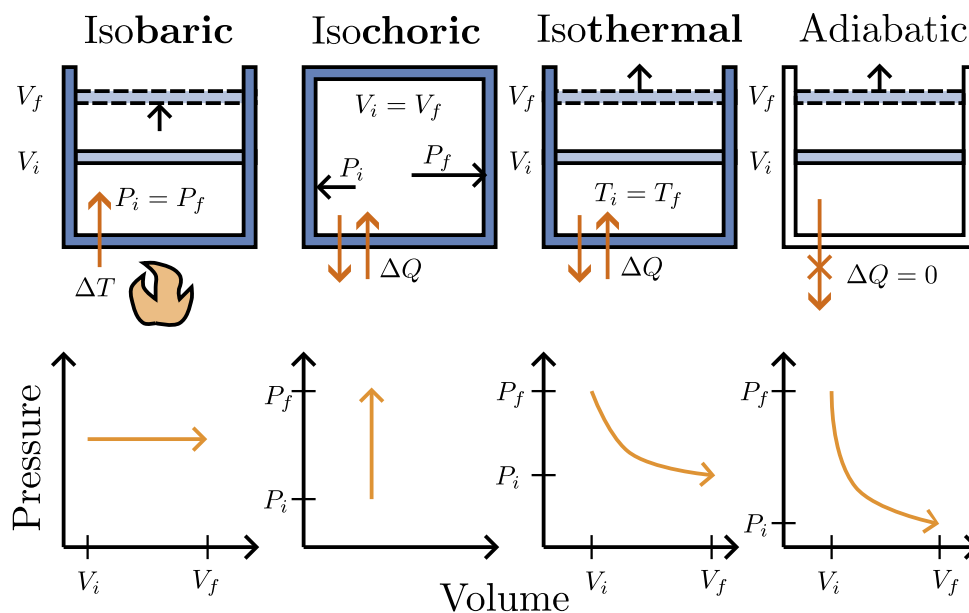 Isobaric
Isochoric
Isothermal
Adiabatic
V_f
V_i
P_i = P_f
ΔT
V_i = V_f
P_i
P_f
ΔQ
V_f
V_i
T_i = T_f
ΔQ
V_f
V_i
ΔQ = 0
Pressure
V_i
V_f
P_f
P_i
P_f
P_i
V_i
V_f
P_f
P_i
V_i
V_f
Volume